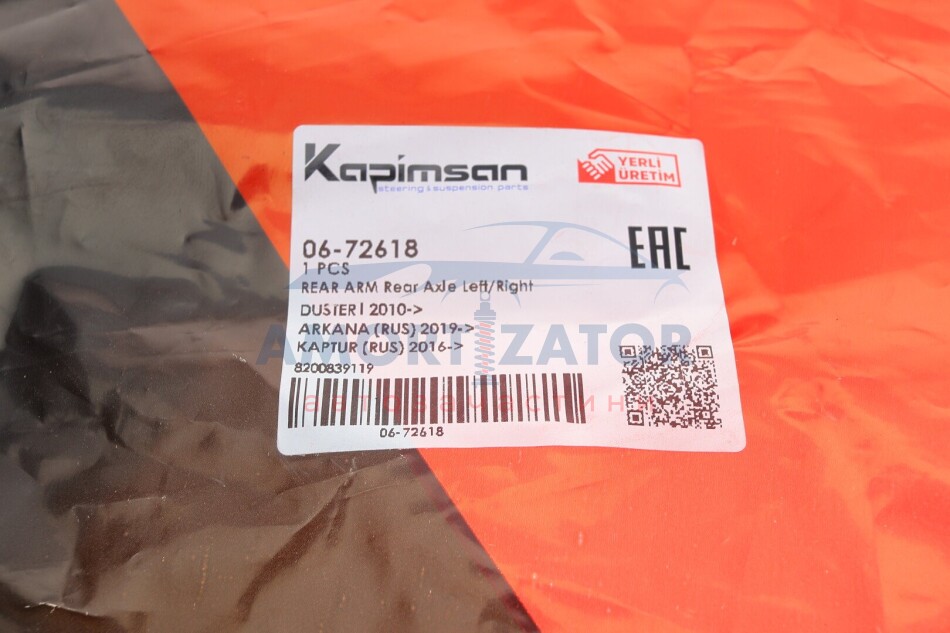 Kapimsan
steering & suspension parts
YERLİ
ÜRETİM
06-72618
1 PCS
EAC
REAR ARM Rear Axle Left/Right
DUSTER I 2010->
ARKANA (RUS) 2019->
KAPTUR (RUS) 2016->
AMORTIZATOR
8200839119
автозапчастини
06-72618